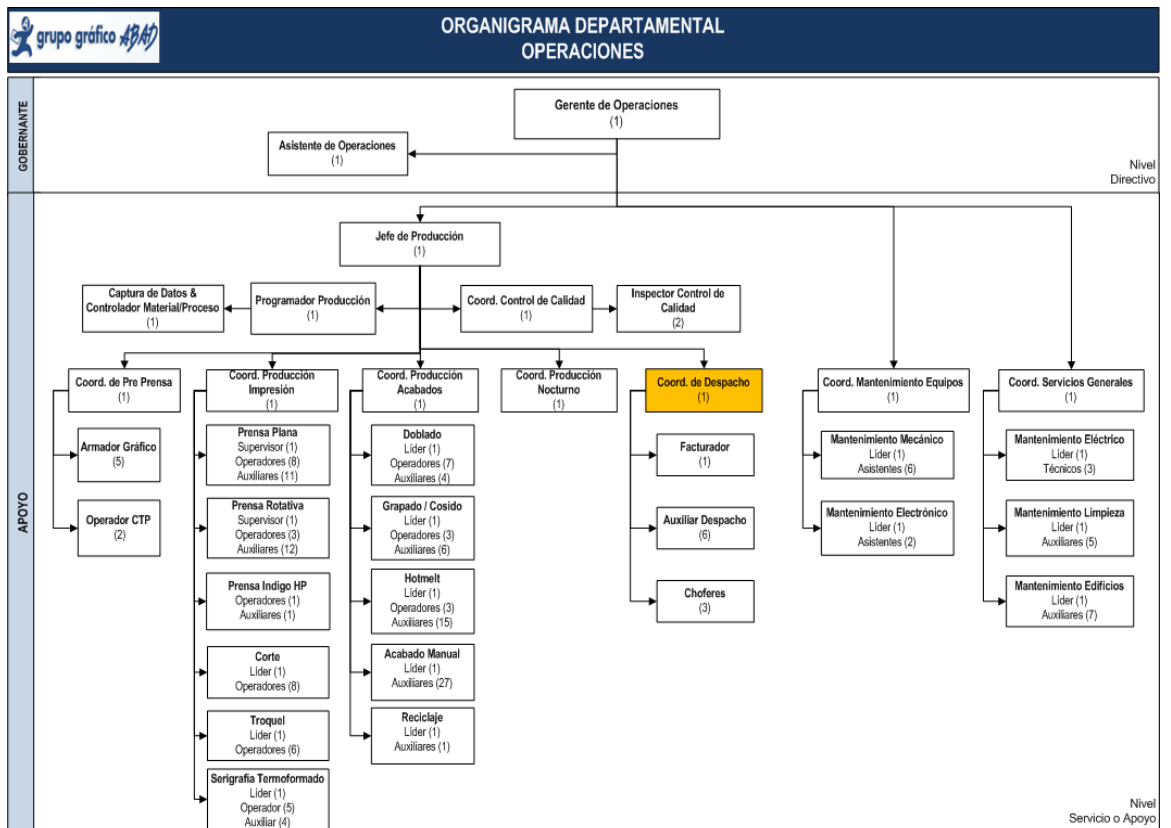 grupo gráfico ABAD
ORGANIGRAMA DEPARTAMENTAL
OPERACIONES
GOBERNANTE
Gerente de Operaciones
(1)
Asistente de Operaciones
(1)
Nivel
Directivo
APOYO
Jefe de Producción
(1)
Captura de Datos &
Controlador Material/Proceso
(1)
Programador Producción
(1)
Coord. Control de Calidad
(1)
Inspector Control de
Calidad
(2)
Coord. de Pre Prensa
(1)
Armador Gráfico
(5)
Operador CTP
(2)
Coord. Producción
Impresión
(1)
Prensa Plana
Supervisor (1)
Operadores (8)
Auxiliares (11)
Prensa Rotativa
Supervisor (1)
Operadores (3)
Auxiliares (12)
Prensa Indigo HP
Operadores (1)
Auxiliares (1)
Corte
Lider (1)
Operadores (8)
Troquel
Lider (1)
Operadores (6)
Serigrafía Termoformado
Lider (1)
Operador (5)
Auxiliar (4)
Coord. Producción
Acabados
(1)
Doblado
Líder (1)
Operadores (7)
Auxiliares (4)
Grapado / Cosido
Líder (1)
Operadores (3)
Auxiliares (6)
Hotmelt
Líder (1)
Operadores (3)
Auxiliares (15)
Acabado Manual
Líder (1)
Auxiliares (27)
Reciclaje
Líder (1)
Auxiliares (1)
Coord. Producción
Nocturno
(1)
Coord. de Despacho
(1)
Facturador
(1)
Auxiliar Despacho
(6)
Choferes
(3)
Coord. Mantenimiento Equipos
(1)
Mantenimiento Mecánico
Líder (1)
Asistentes (6)
Mantenimiento Electrónico
Líder (1)
Asistentes (2)
Coord. Servicios Generales
(1)
Mantenimiento Eléctrico
Líder (1)
Técnicos (3)
Mantenimiento Limpieza
Líder (1)
Auxiliares (5)
Mantenimiento Edificios
Líder (1)
Auxiliares (7)
Nivel
Servicio o Apoyo